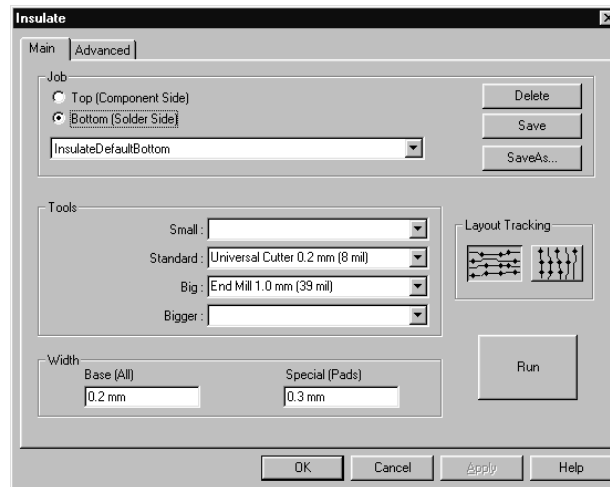 Insulate
Main Advanced
Job
Top (Component Side)
Bottom (Solder Side)
InsulateDefaultBottom
Delete
Save
SaveAs...
Tools
Small :
Standard : Universal Cutter 0.2 mm (8 mil)
Big : End Mill 1.0 mm (39 mil)
Bigger :
Layout Tracking
Width
Base (All) Special (Pads)
0.2 mm 0.3 mm
Run
OK Cancel Apply Help